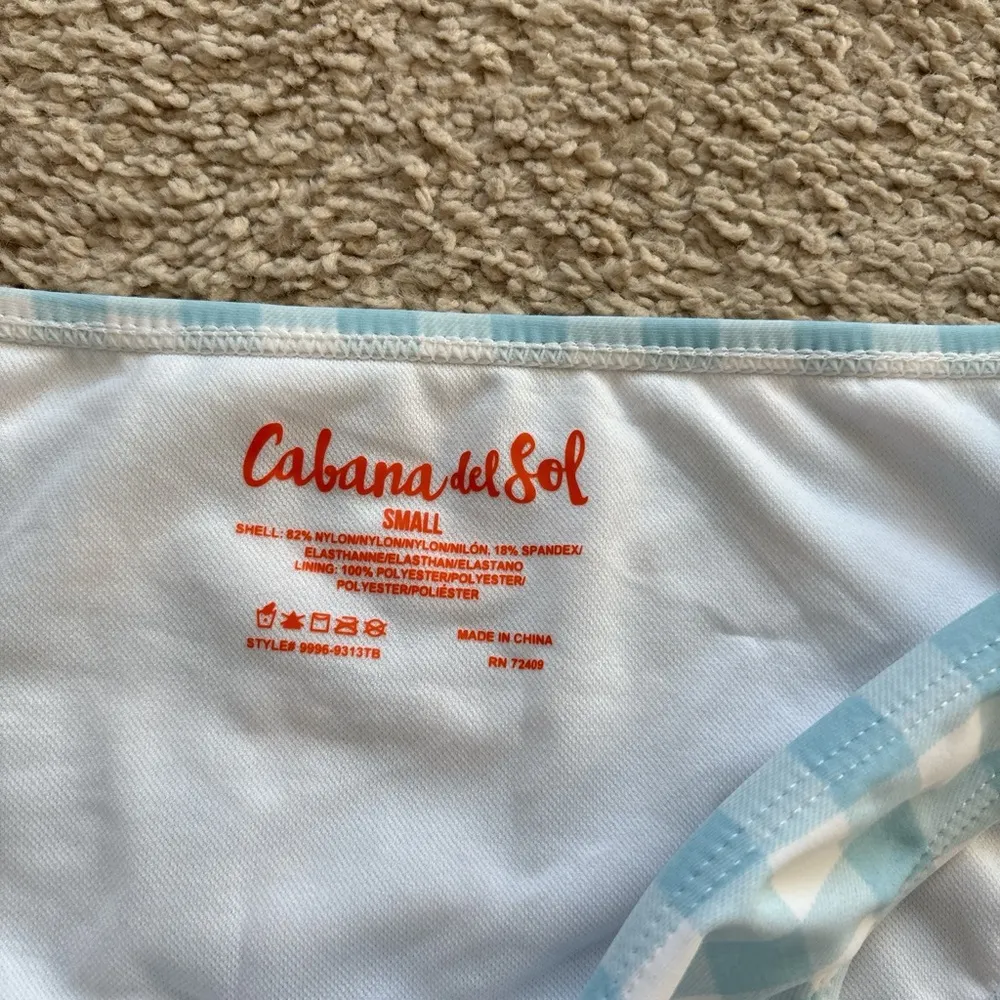 Cabana del Sol
SMALL
SHELL: 82% NYLON/NYLON/NYLON/NILÓN, 18% SPANDEX/
ELASTHANNE/ELASTHAN/ELASTANO
LINING: 100% POLYESTER/POLYESTER/
POLYESTER/POLIÉSTER
MADE IN CHINA
STYLE# 9996-9313TB
RN 72409